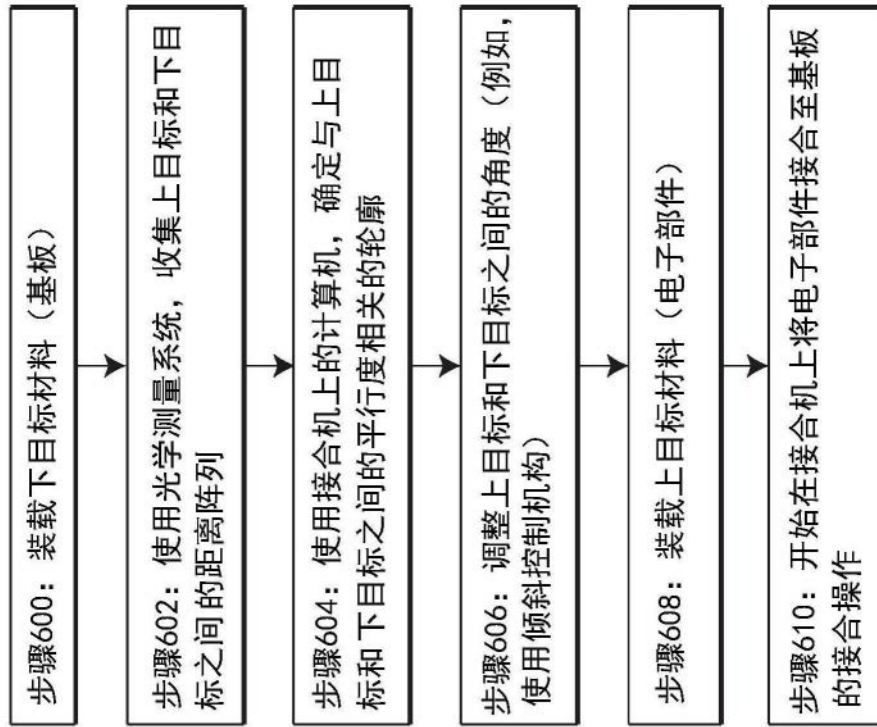 步骤600：装载下目标材料（基板）
步骤602：使用光学测量系统，收集上目标和下目
标之间的距离阵列
步骤604：使用接合机上的计算机，确定与上目
标和下目标之间的平行度相关的轮廓
步骤606：调整上目标和下目标之间的角度（例如，
使用倾斜控制机构）
步骤608：装载上目标材料（电子部件）
步骤610：开始在接合机上将电子部件接合至基板
的接合操作